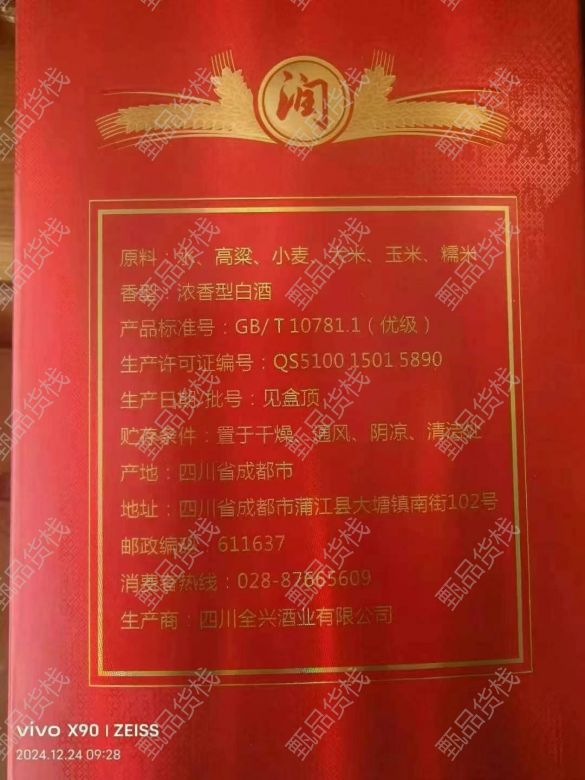 润
原料：水、高粱、小麦、大米、玉米、糯米
香型：浓香型白酒
产品标准号：GB/T 10781.1（优级）
生产许可证编号：QS5100 1501 5890
生产日期/批号：见盒顶
贮存条件：置于干燥、通风、阴凉、清洁处
产地：四川省成都市
地址：四川省成都市蒲江县大塘镇南街102号
邮政编码：611637
消费者热线：028-87665609
生产商：四川全兴酒业有限公司
vivo X90 | ZEISS
2024.12.24 09:28
甄品货栈